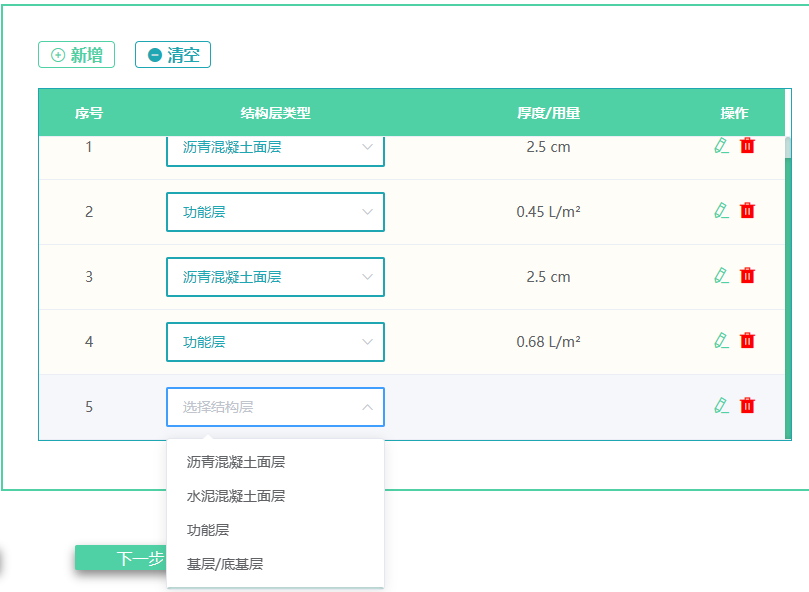 新增 清空
序号 结构层类型 厚度/用量 操作
1 沥青混凝土面层 2.5 cm
2 功能层 0.45 L/m²
3 沥青混凝土面层 2.5 cm
4 功能层 0.68 L/m²
5 选择结构层
沥青混凝土面层
水泥混凝土面层
功能层
下一步
基层/底基层